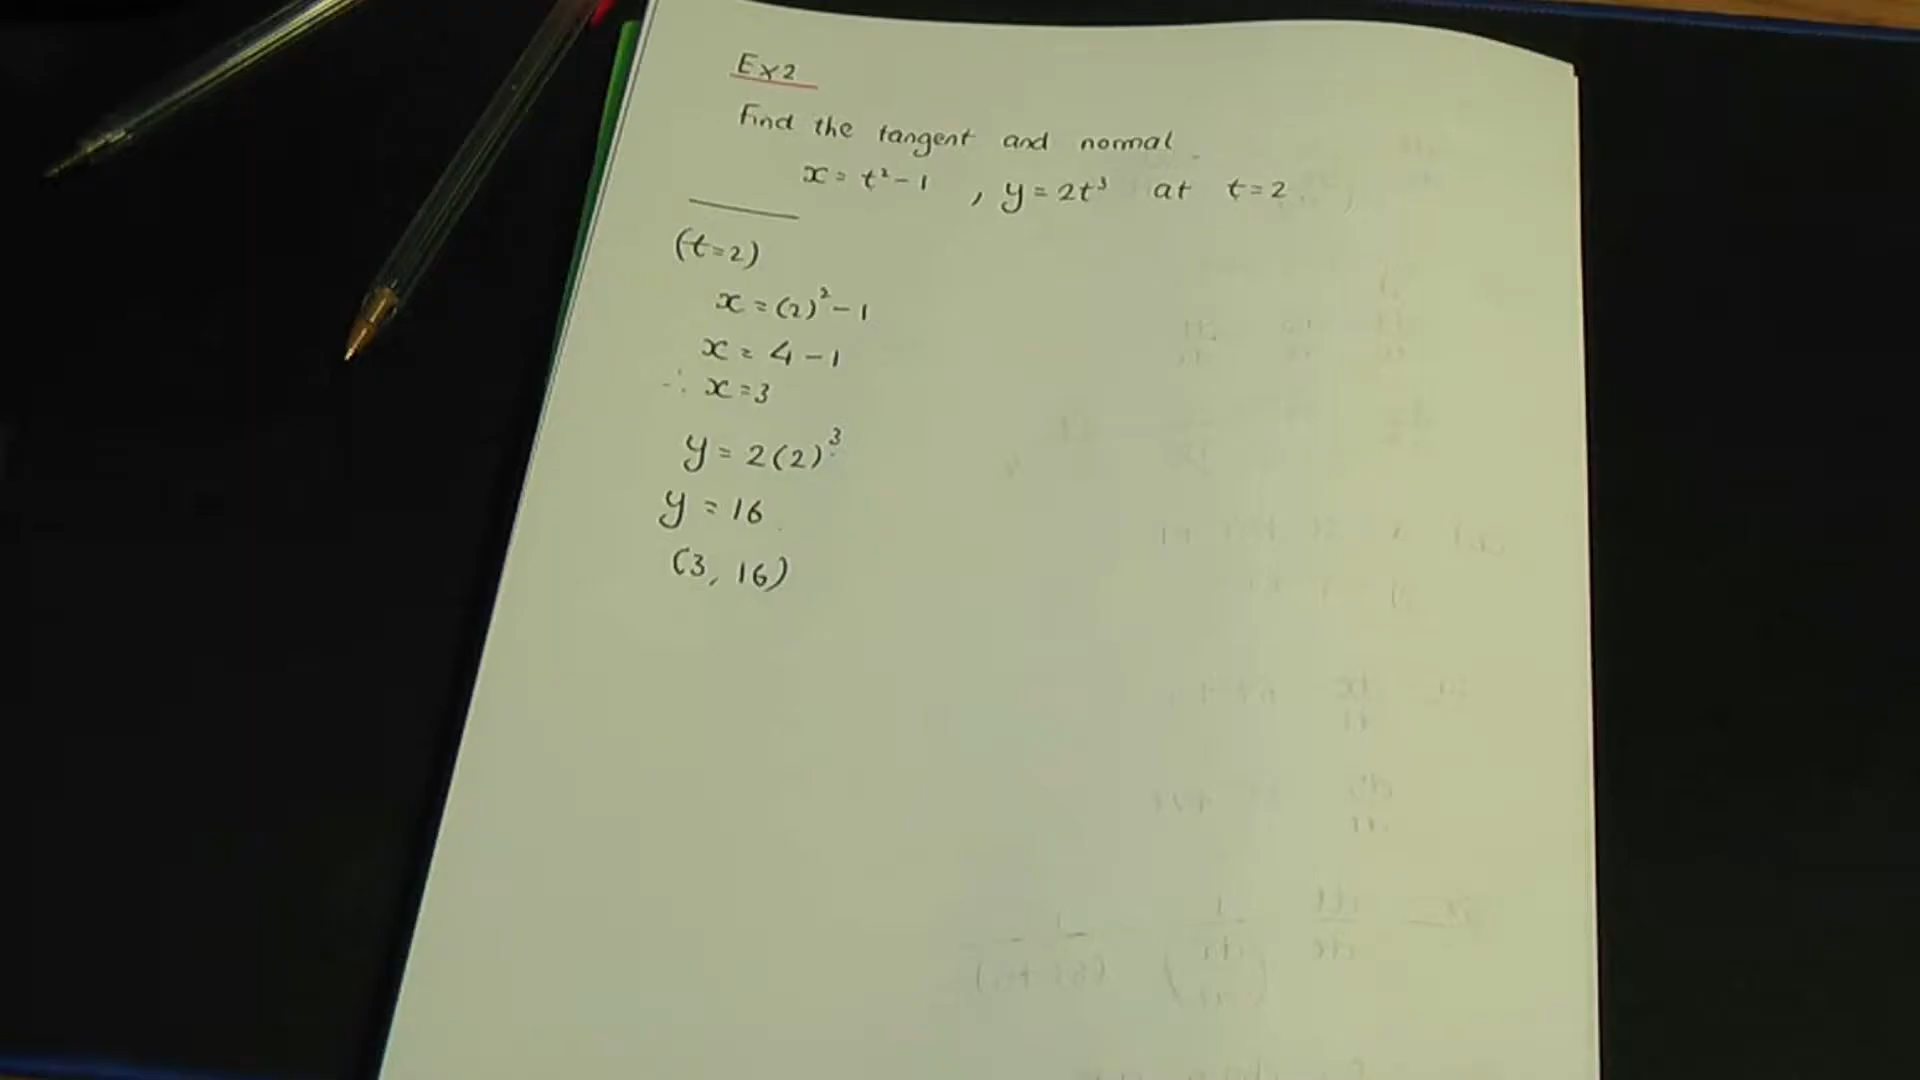 Ex2
Find the tangent and normal
x = t² - 1 , y = 2t³ at t = 2
(t = 2)
x = (2)² - 1
x = 4 - 1
∴ x = 3
y = 2(2)³
y = 16
(3, 16)